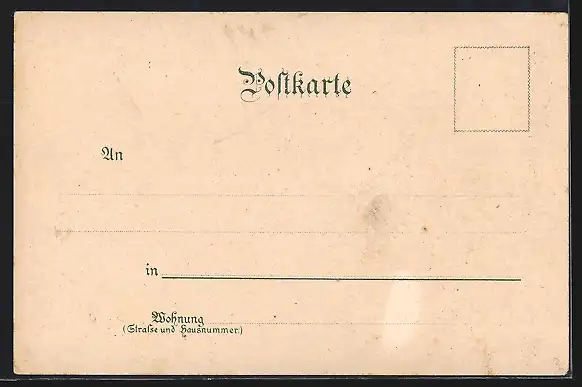 Postkarte
An
in
Wohnung
(Straße und Hausnummer)